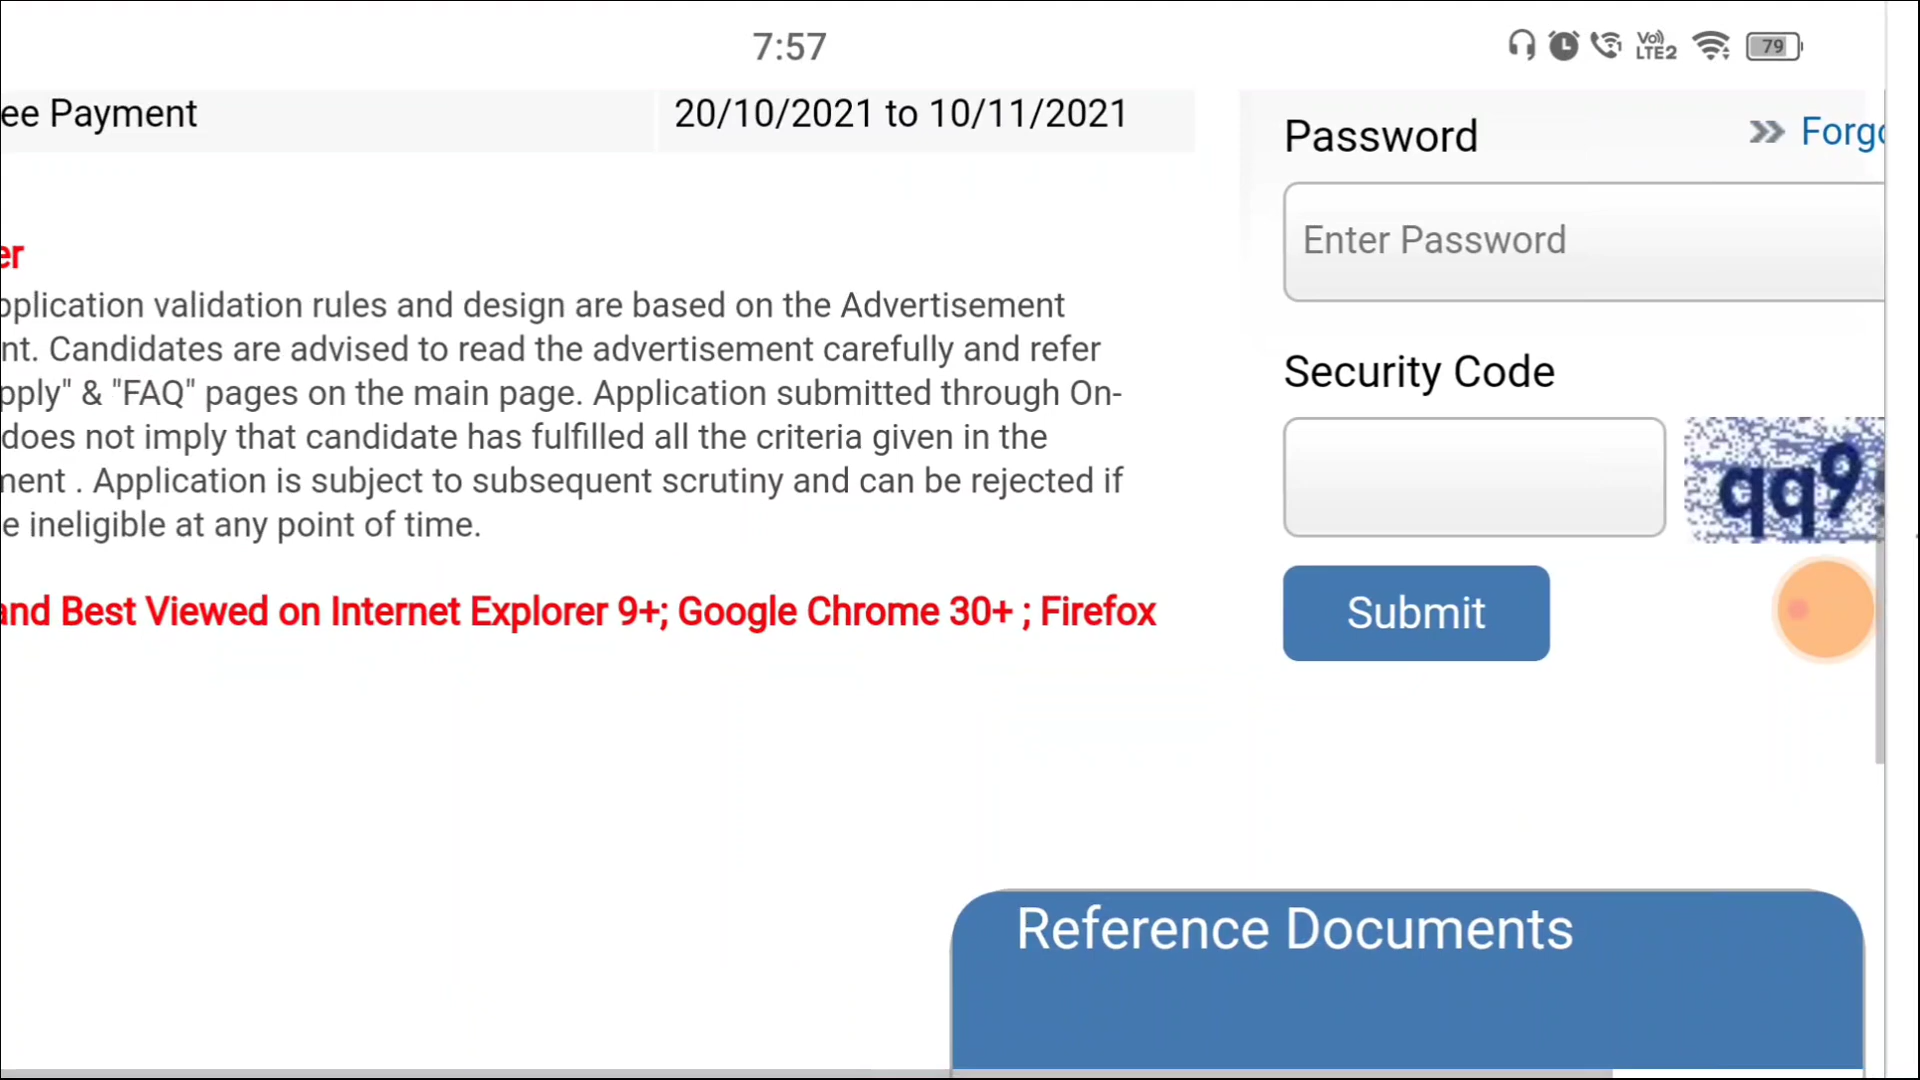 7:57
Vo)) LTE2
79
ee Payment
20/10/2021 to 10/11/2021
er
pplication validation rules and design are based on the Advertisement
nt. Candidates are advised to read the advertisement carefully and refer
pply" & "FAQ" pages on the main page. Application submitted through On-
does not imply that candidate has fulfilled all the criteria given in the
nent . Application is subject to subsequent scrutiny and can be rejected if
e ineligible at any point of time.
and Best Viewed on Internet Explorer 9+; Google Chrome 30+ ; Firefox
Password
Forgo
Enter Password
Security Code
qq9
Submit
Reference Documents